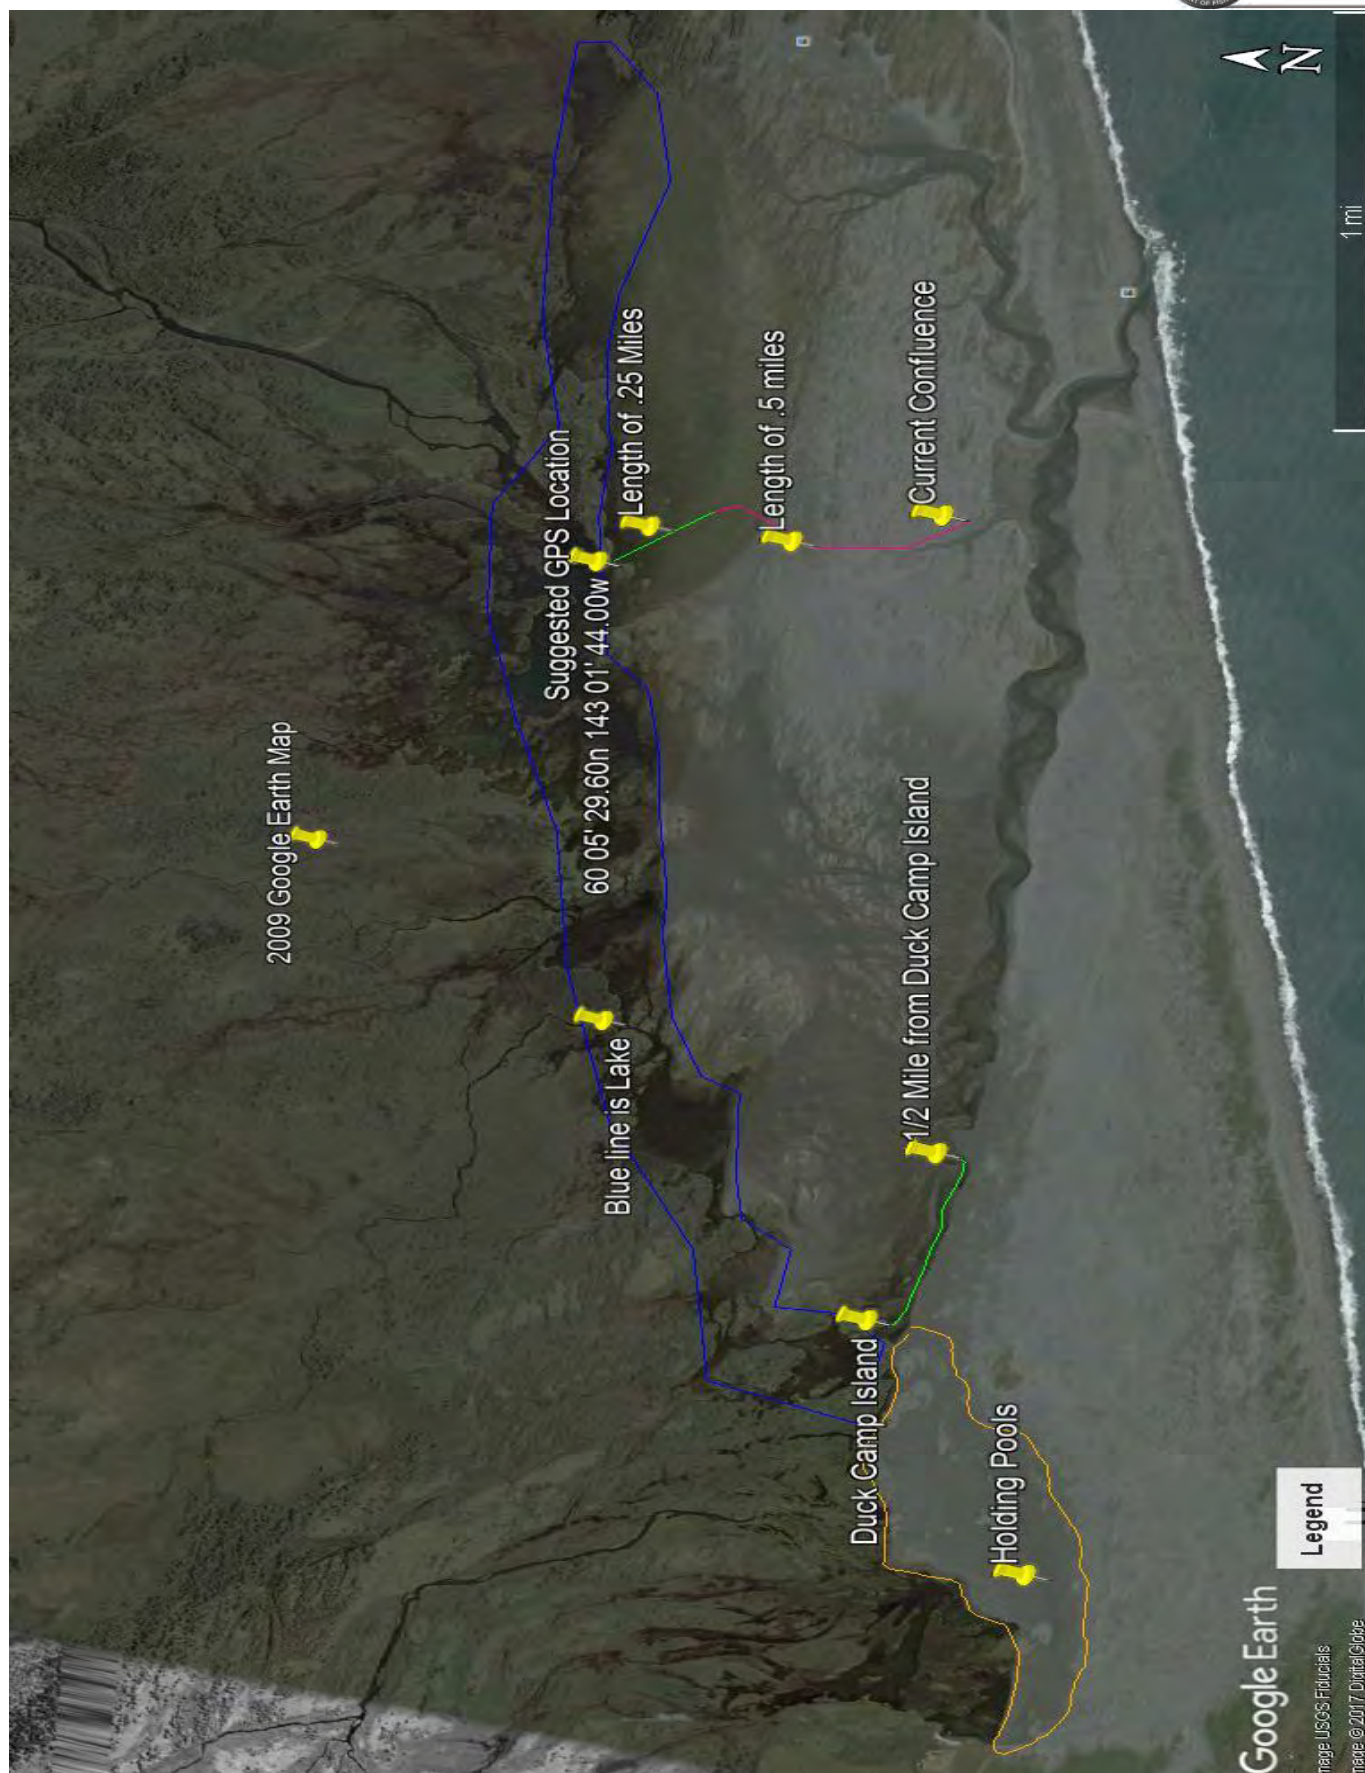 2009 Google Earth Map
Suggested GPS Location
60 05' 29.60n 143 01' 44.00w
Length of .25 Miles
Blue line is Lake
Length of .5 miles
Duck Camp Island
1/2 Mile from Duck Camp Island
Current Confluence
Holding Pools
N
Legend
Google Earth
mage USGS Fiducials
mage © 2017 DigitalGlobe
1 mi